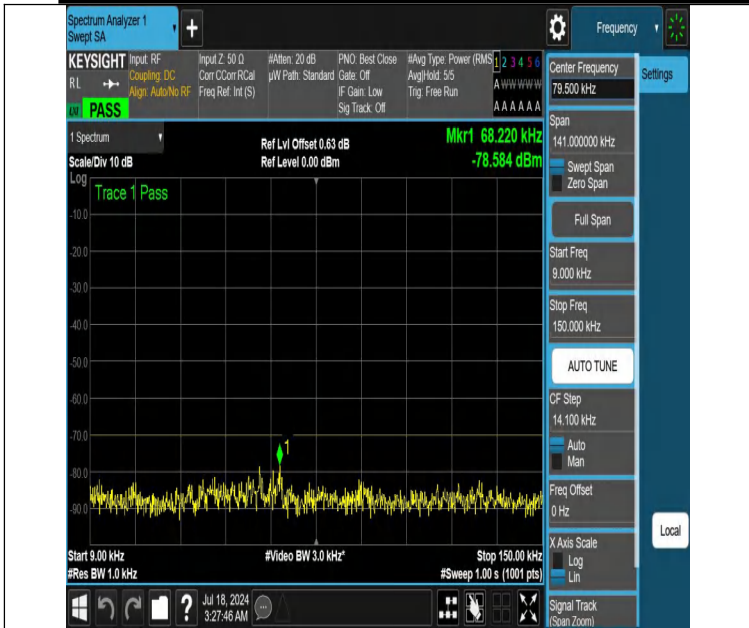 Spectrum Analyzer 1
Swept SA
+
Frequency
KEYSIGHT
RL
PASS
Input: RF
Coupling: DC
Align: Auto/No RF
Input Z: 50 Ω
Corr CCorr RCal
Freq Ref: Int (S)
#Atten: 20 dB
µW Path: Standard
PNO: Best Close
Gate: Off
IF Gain: Low
Sig Track: Off
#Avg Type: Power (RMS
Avg|Hold: 5/5
Trig: Free Run
1 2 3 4 5 6
A W W W W W
A A A A A A
1 Spectrum
Scale/Div 10 dB
Ref Lvl Offset 0.63 dB
Ref Level 0.00 dBm
Mkr1 68.220 kHz
-78.584 dBm
Log
Trace 1 Pass
-10.0
-20.0
-30.0
-40.0
-50.0
-60.0
-70.0
-80.0
-90.0
1
Start 9.00 kHz
#Res BW 1.0 kHz
#Video BW 3.0 kHz*
Stop 150.00 kHz
#Sweep 1.00 s (1001 pts)
?
Jul 18, 2024
3:27:46 AM
Center Frequency
79.500 kHz
Span
141.000000 kHz
Swept Span
Zero Span
Full Span
Start Freq
9.000 kHz
Stop Freq
150.000 kHz
AUTO TUNE
CF Step
14.100 kHz
Auto
Man
Freq Offset
0 Hz
X Axis Scale
Log
Lin
Signal Track
(Span Zoom)
Settings
Local